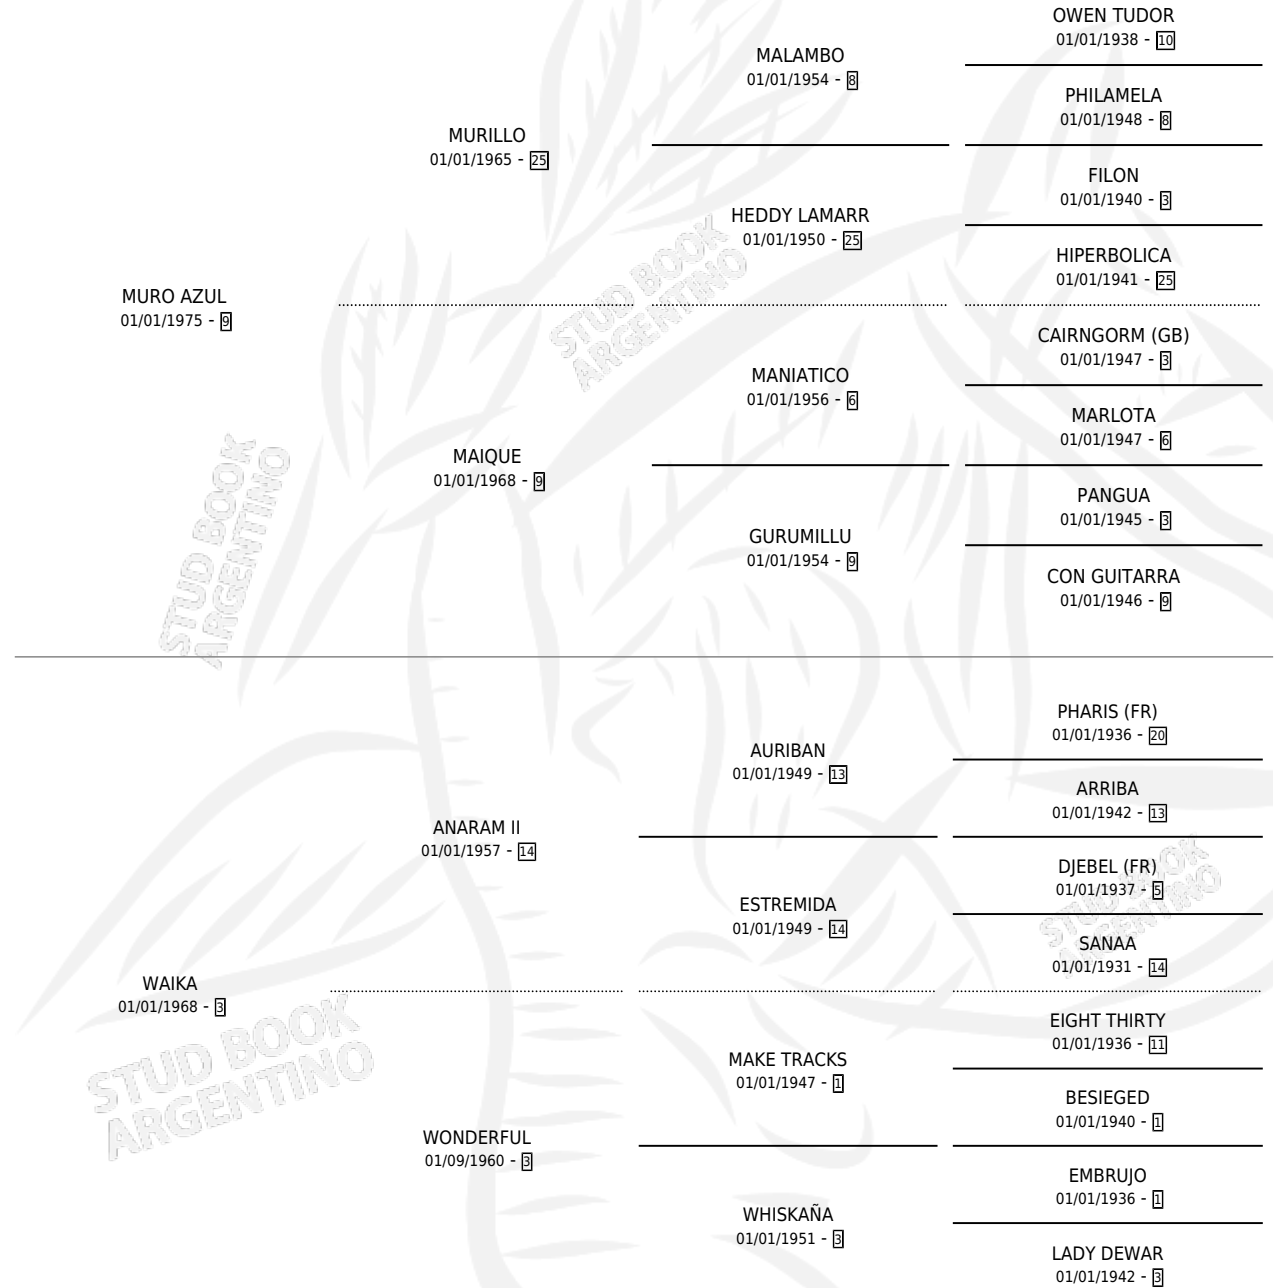 OWEN TUDOR
01/01/1938 - 10
MALAMBO
01/01/1954 - 8
PHILAMELA
01/01/1948 - 8
MURILLO
01/01/1965 - 25
FILON
01/01/1940 - 3
HEDDY LAMARR
01/01/1950 - 25
HIPERBOLICA
01/01/1941 - 25
MURO AZUL
01/01/1975 - 9
STUD BOOK
ARGENTINO
CAIRNGORM (GB)
01/01/1947 - 3
MANIATICO
01/01/1956 - 6
MARLOTA
01/01/1947 - 6
MAIQUE
01/01/1968 - 9
PANGUA
01/01/1945 - 3
GURUMILLU
01/01/1954 - 9
CON GUITARRA
01/01/1946 - 9
STUD BOOK
ARGENTINO
PHARIS (FR)
01/01/1936 - 20
AURIBAN
01/01/1949 - 13
ARRIBA
01/01/1942 - 13
ANARAM II
01/01/1957 - 14
DJEBEL (FR)
01/01/1937 - 5
ESTREMIDA
01/01/1949 - 14
STUD BOOK
ARGENTINO
SANAA
01/01/1931 - 14
WAIKA
01/01/1968 - 3
EIGHT THIRTY
01/01/1936 - 11
MAKE TRACKS
01/01/1947 - 1
STUD BOOK
ARGENTINO
BESIEGED
01/01/1940 - 1
WONDERFUL
01/09/1960 - 3
EMBRUJO
01/01/1936 - 1
WHISKAÑA
01/01/1951 - 3
LADY DEWAR
01/01/1942 - 3